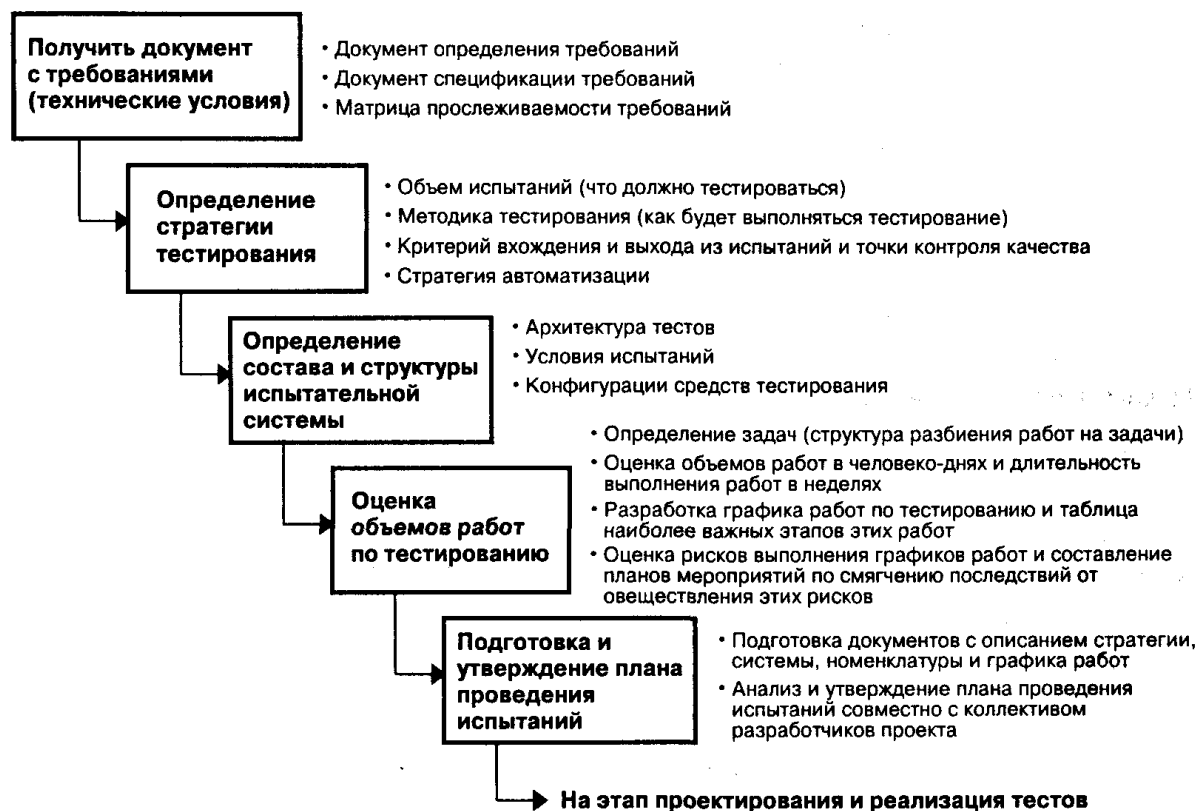 Получить документ
с требованиями
(технические условия)
• Документ определения требований
• Документ спецификации требований
• Матрица прослеживаемости требований
Определение
стратегии
тестирования
• Объем испытаний (что должно тестироваться)
• Методика тестирования (как будет выполняться тестирование)
• Критерий вхождения и выхода из испытаний и точки контроля качества
• Стратегия автоматизации
Определение
состава и структуры
испытательной
системы
• Архитектура тестов
• Условия испытаний
• Конфигурации средств тестирования
Оценка
объемов работ
по тестированию
• Определение задач (структура разбиения работ на задачи)
• Оценка объемов работ в человеко-днях и длительность
выполнения работ в неделях
• Разработка графика работ по тестированию и таблица
наиболее важных этапов этих работ
• Оценка рисков выполнения графиков работ и составление
планов мероприятий по смягчению последствий от
овеществления этих рисков
Подготовка и
утверждение плана
проведения
испытаний
• Подготовка документов с описанием стратегии,
системы, номенклатуры и графика работ
• Анализ и утверждение плана проведения
испытаний совместно с коллективом
разработчиков проекта
На этап проектирования и реализация тестов